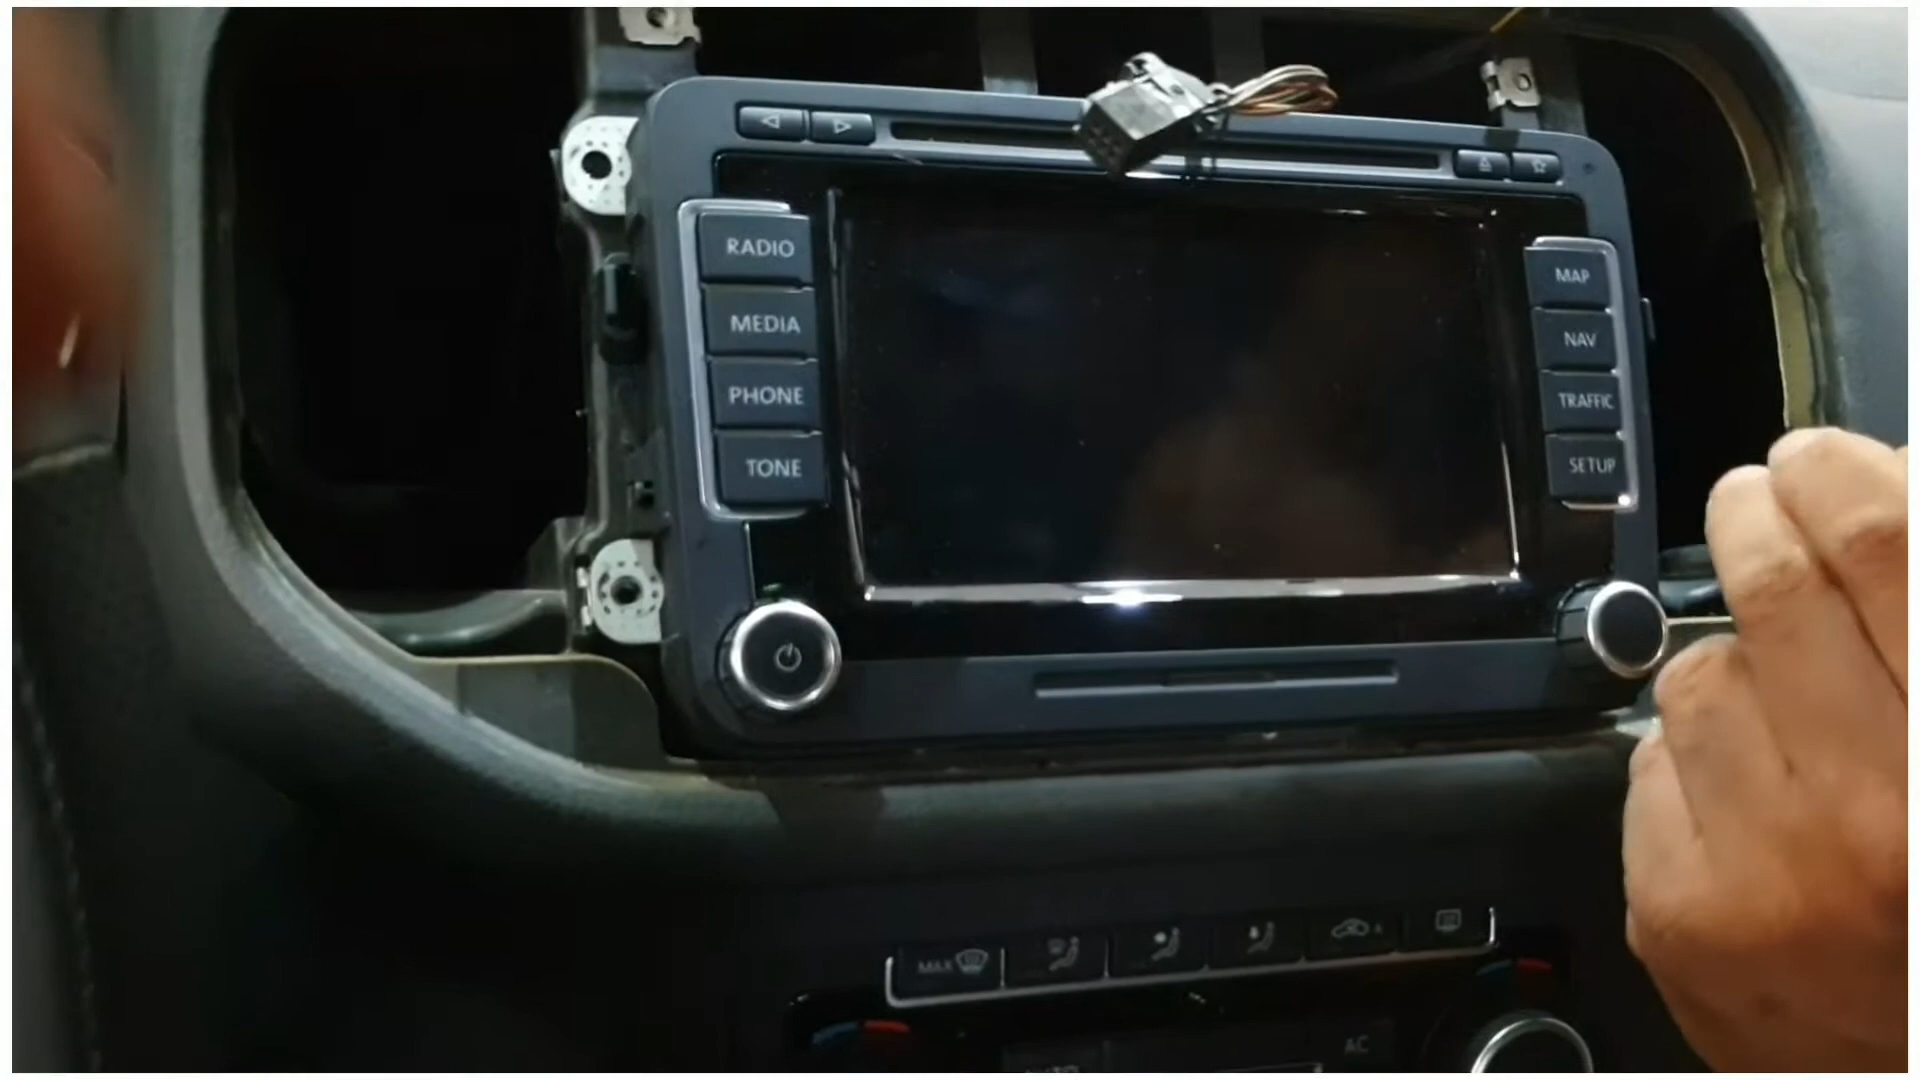 RADIO
MEDIA
PHONE
TONE
MAP
NAV
TRAFFIC
SETUP
MAX
AC